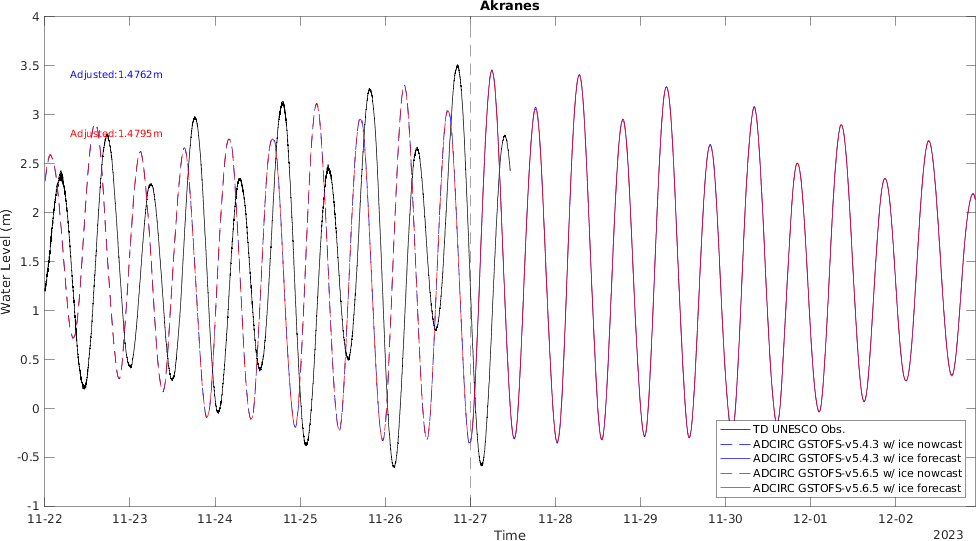 Akranes
4
3.5
3
2.5
2
1.5
1
0.5
0
-0.5
-1
Water Level (m)
Adjusted:1.4762m
Adjusted:1.4795m
TD UNESCO Obs.
ADCIRC GSTOFS-v5.4.3 w/ ice nowcast
ADCIRC GSTOFS-v5.4.3 w/ ice forecast
ADCIRC GSTOFS-v5.6.5 w/ ice nowcast
ADCIRC GSTOFS-v5.6.5 w/ ice forecast
11-22 11-23 11-24 11-25 11-26 11-27 11-28 11-29 11-30 12-01 12-02
Time
2023